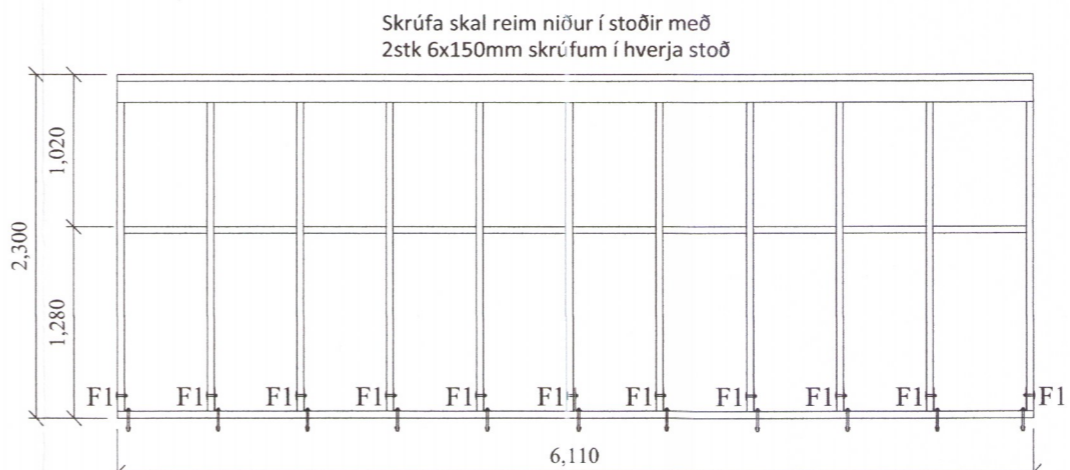 Skrúfa skal reim niður í stoðir með
2stk 6x150mm skrúfum í hverja stoð
1,020
2,300
1,280
F1 F1 F1 F1 F1 F1 F1 F1 F1 F1 F1
6,110